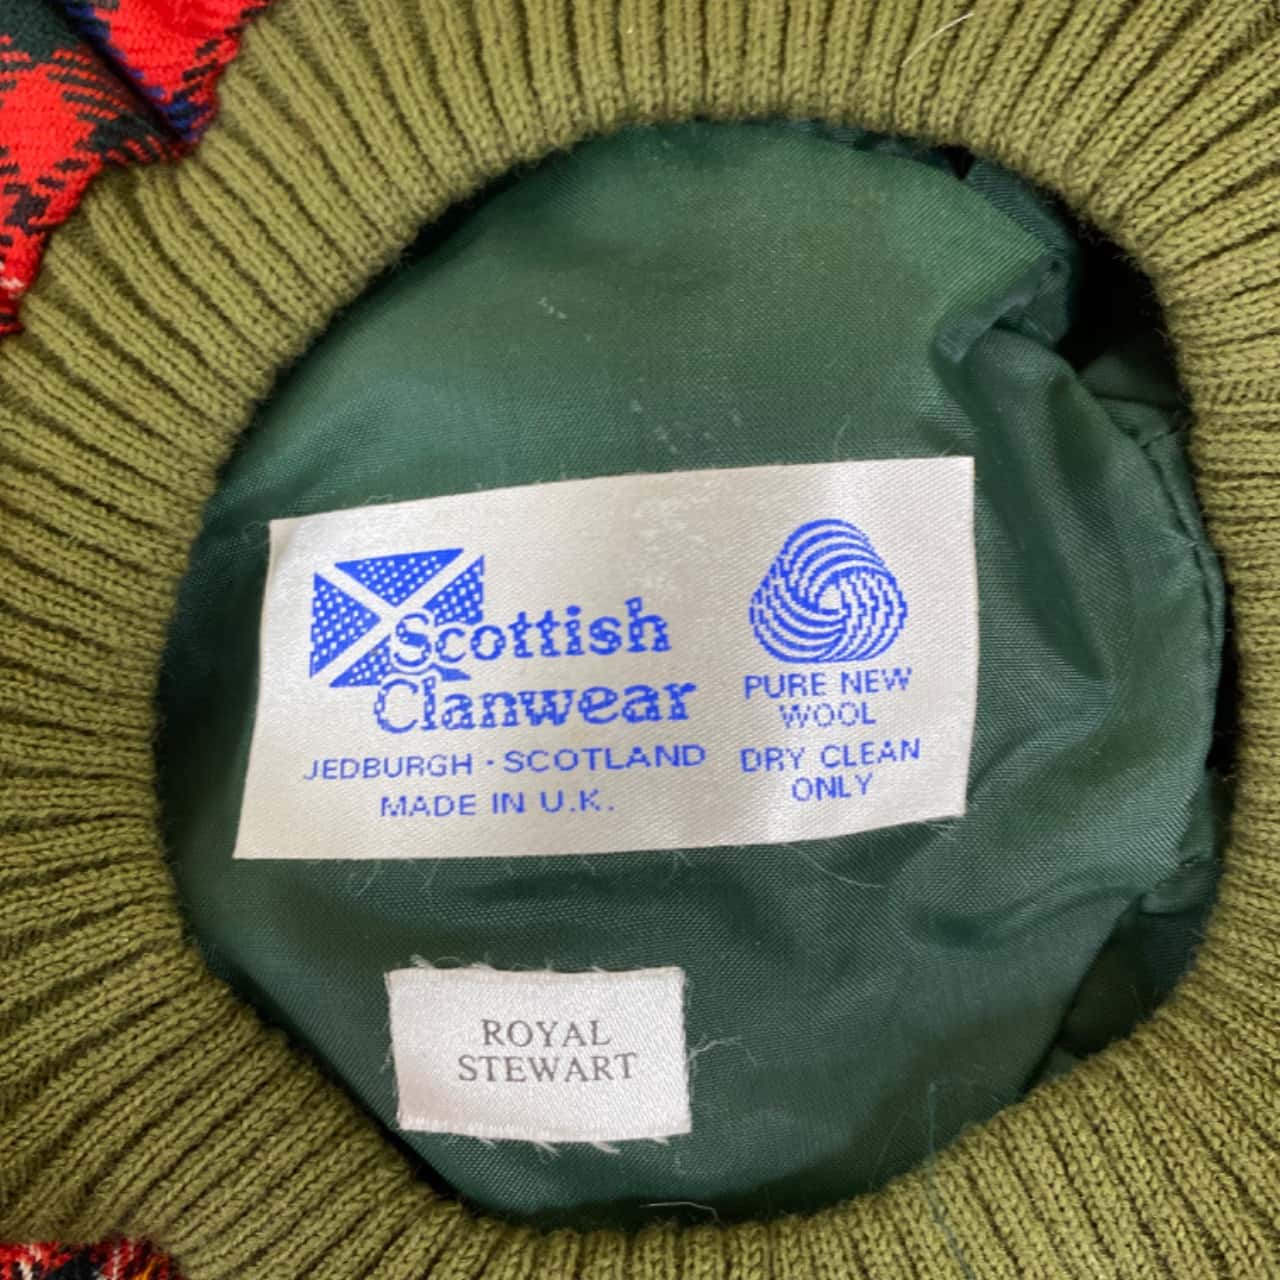 Scottish
Clanwear
JEDBURGH · SCOTLAND
MADE IN U.K.
PURE NEW
WOOL
DRY CLEAN
ONLY
ROYAL
STEWART